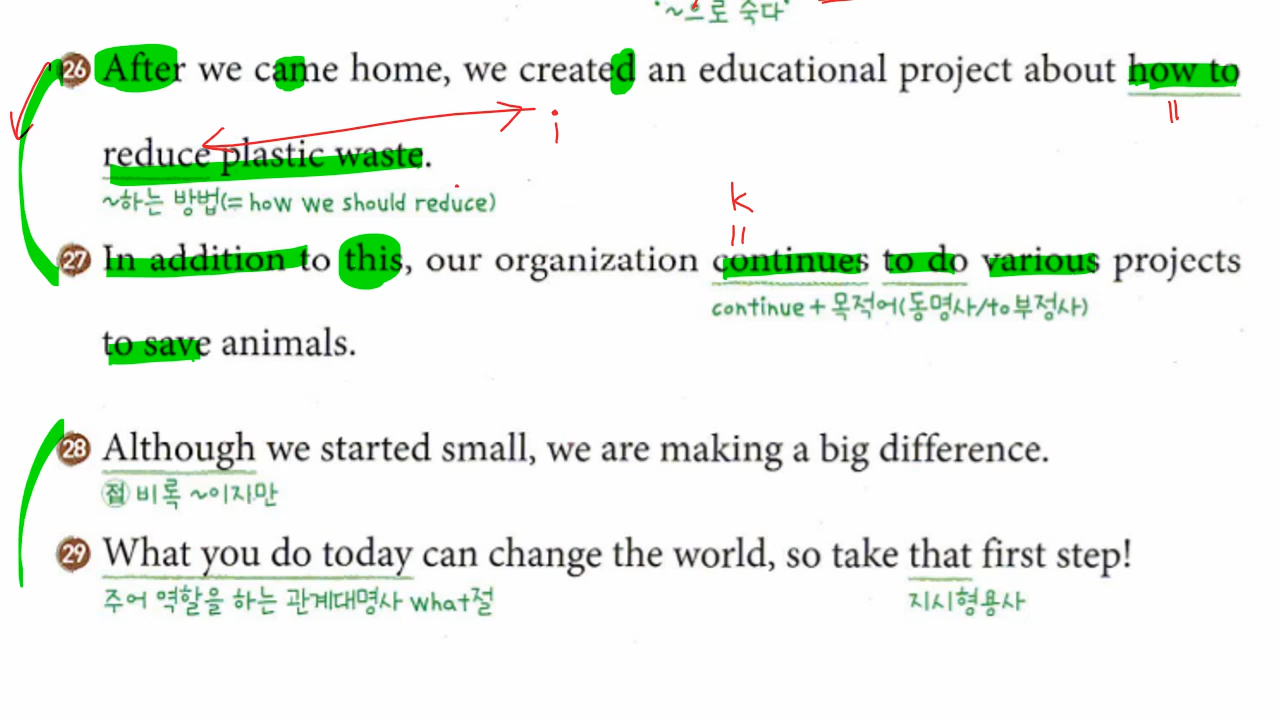 '~으로 숙다'
26 After we came home, we created an educational project about how to
i
reduce plastic waste.
~하는 방법(= how we should reduce)
k
27 In addition to this, our organization continues to do various projects
continue + 목적어(동명사/to부정사)
to save animals.
28 Although we started small, we are making a big difference.
접 비록 ~이지만
29 What you do today can change the world, so take that first step!
주어 역할을 하는 관계대명사 what절
지시형용사